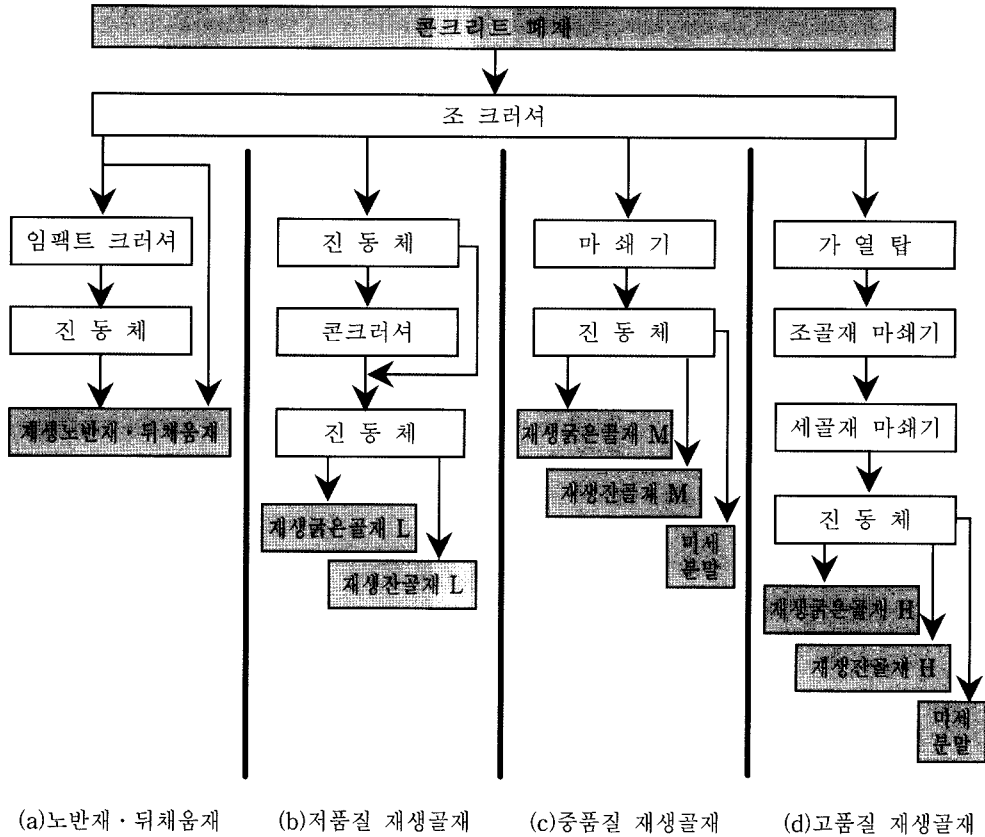 콘크리트 폐재
조 크러셔
임팩트 크러셔
진 동 체
재생노반재·뒤채움재
(a)노반재·뒤채움재
진 동 체
콘크러셔
진 동 체
재생굵은골재 L
재생잔골재 L
(b)저품질 재생골재
마 쇄 기
진 동 체
재생굵은골재 M
재생잔골재 M
미세
분말
(c)중품질 재생골재
가 열 탑
조골재 마쇄기
세골재 마쇄기
진 동 체
재생굵은골재 H
재생잔골재 H
미세
분말
(d)고품질 재생골재